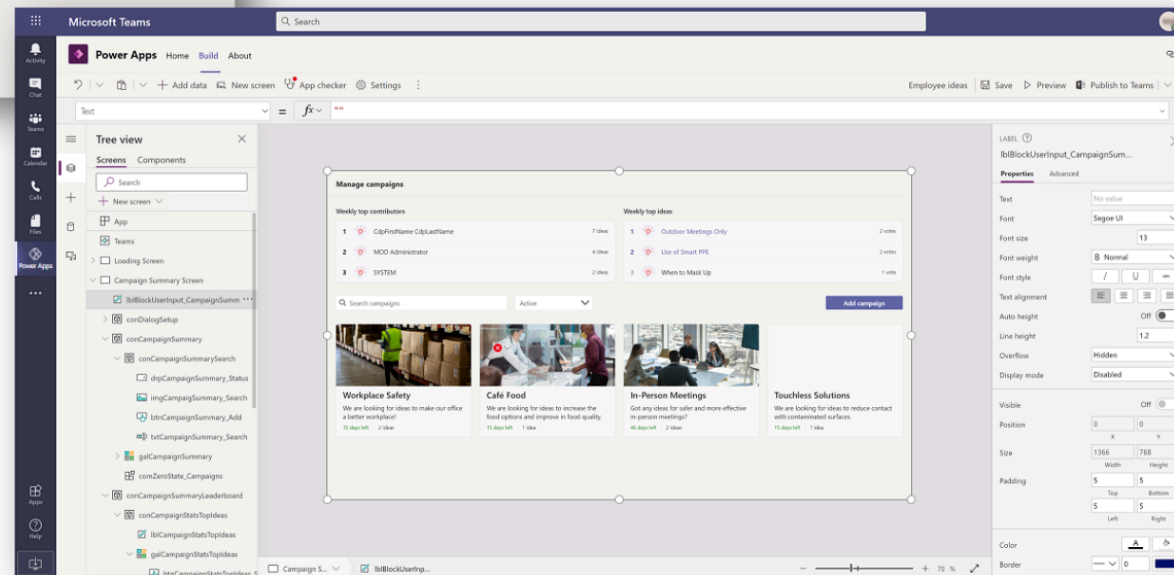 Microsoft Teams
Search
Activity
Chat
Teams
Calendar
Calls
Files
Power Apps
Apps
Help
Power Apps Home Build About
Add data New screen App checker Settings
Employee ideas Save Preview Publish to Teams
Text = fx ""
Tree view
Screens Components
Search
New screen
App
Teams
Loading Screen
Campaign Summary Screen
lblBlockUserInput_CampaignSumm ...
conDialogSetup
conCampaignSummary
conCampaignSummarySearch
drpCampaignSummary_Status
imgCampaigSummary_Search
btnCampaignSummary_Add
txtCampaigSummary_Search
galCampaignSummary
comZeroState_Campaigns
conCampaignSummaryLeaderboard
conCampaignStatsTopIdeas
lblCampaignStatsTopIdeas
galCampaignStatsTopIdeas
Manage campaigns
Weekly top contributors
1 CdpFirstName CdpLastName 7 ideas
2 MOD Administrator 4 ideas
3 SYSTEM 2 ideas
Weekly top ideas
1 Outdoor Meetings Only 2 votes
2 Use of Smart PPE 2 votes
3 When to Mask Up 1 vote
Search campaigns Active Add campaign
Workplace Safety
We are looking for ideas to make our office
a better workplace!
15 days left 2 ideas
Café Food
We are looking for ideas to increase the
food options and improve in food quality.
15 days left 1 idea
In-Person Meetings
Got any ideas for safer and more effective
in-person meetings?
46 days left 2 ideas
Touchless Solutions
We are looking for ideas to reduce contact
with contaminated surfaces.
15 days left 1 idea
Campaign S... lblBlockUserInp...
− + 70 %
LABEL
lblBlockUserInput_CampaignSum...
Properties Advanced
Text No value
Font Segoe UI
Font size 13
Font weight B Normal
Font style / U
Text alignment
Auto height Off
Line height 1.2
Overflow Hidden
Display mode Disabled
Visible Off
Position 0 0
X Y
Size 1366 768
Width Height
Padding 5 5
Top Bottom
5 5
Left Right
Color A
Border 0